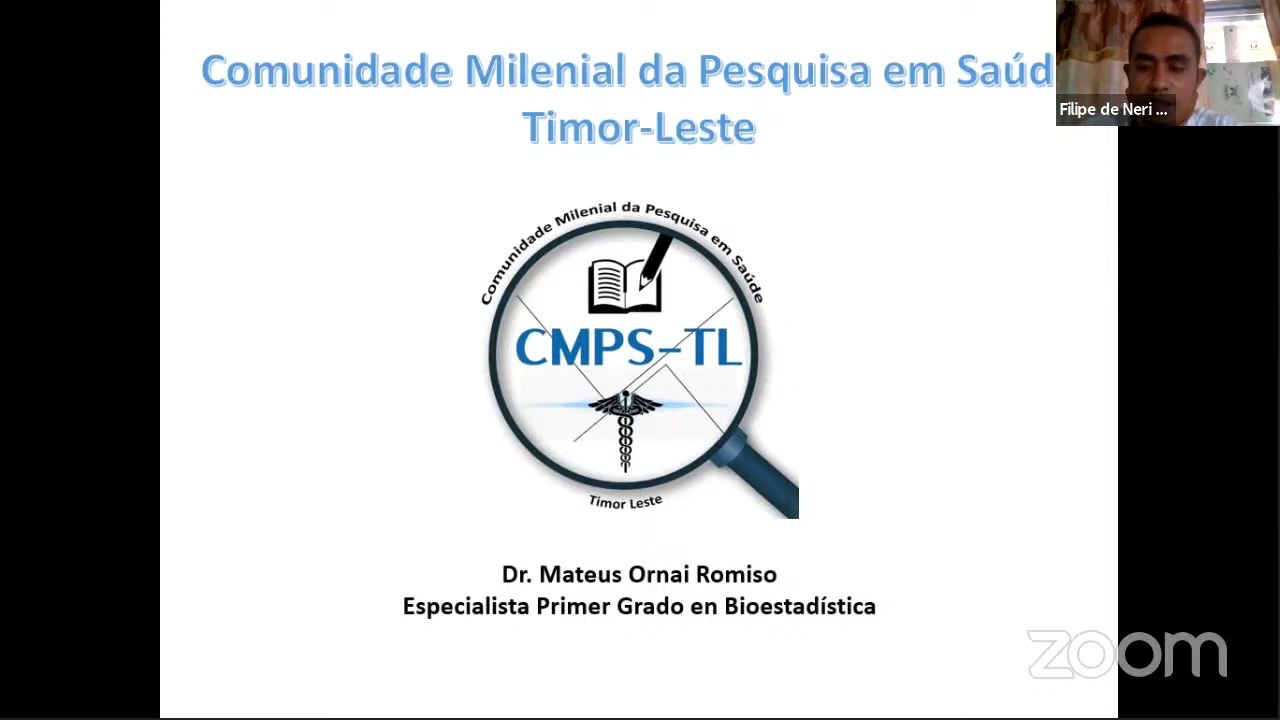 Comunidade Milenial da Pesquisa em Saúd
Timor-Leste
Filipe de Neri ...
Comunidade Milenial da Pesquisa em Saúde
CMPS-TL
Timor Leste
Dr. Mateus Ornai Romiso
Especialista Primer Grado en Bioestadística
zoom